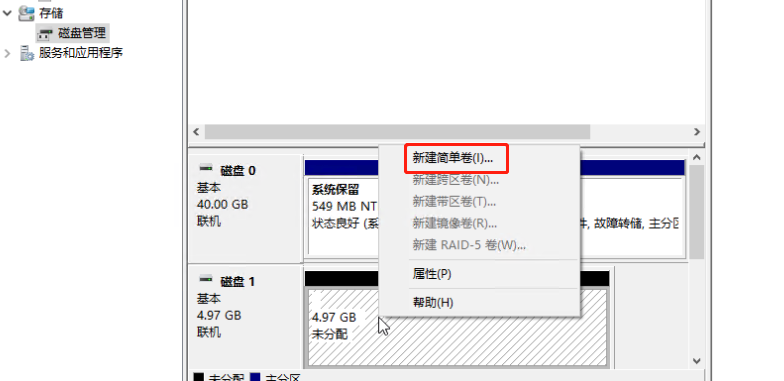 存储
磁盘管理
服务和应用程序
磁盘 0
基本
40.00 GB
联机
系统保留
549 MB NT
状态良好 (系
件, 故障转储, 主分区
新建简单卷(I)...
新建跨区卷(N)...
新建带区卷(T)...
新建镜像卷(R)...
新建 RAID-5 卷(W)...
属性(P)
帮助(H)
磁盘 1
基本
4.97 GB
联机
4.97 GB
未分配
未分配 主分区